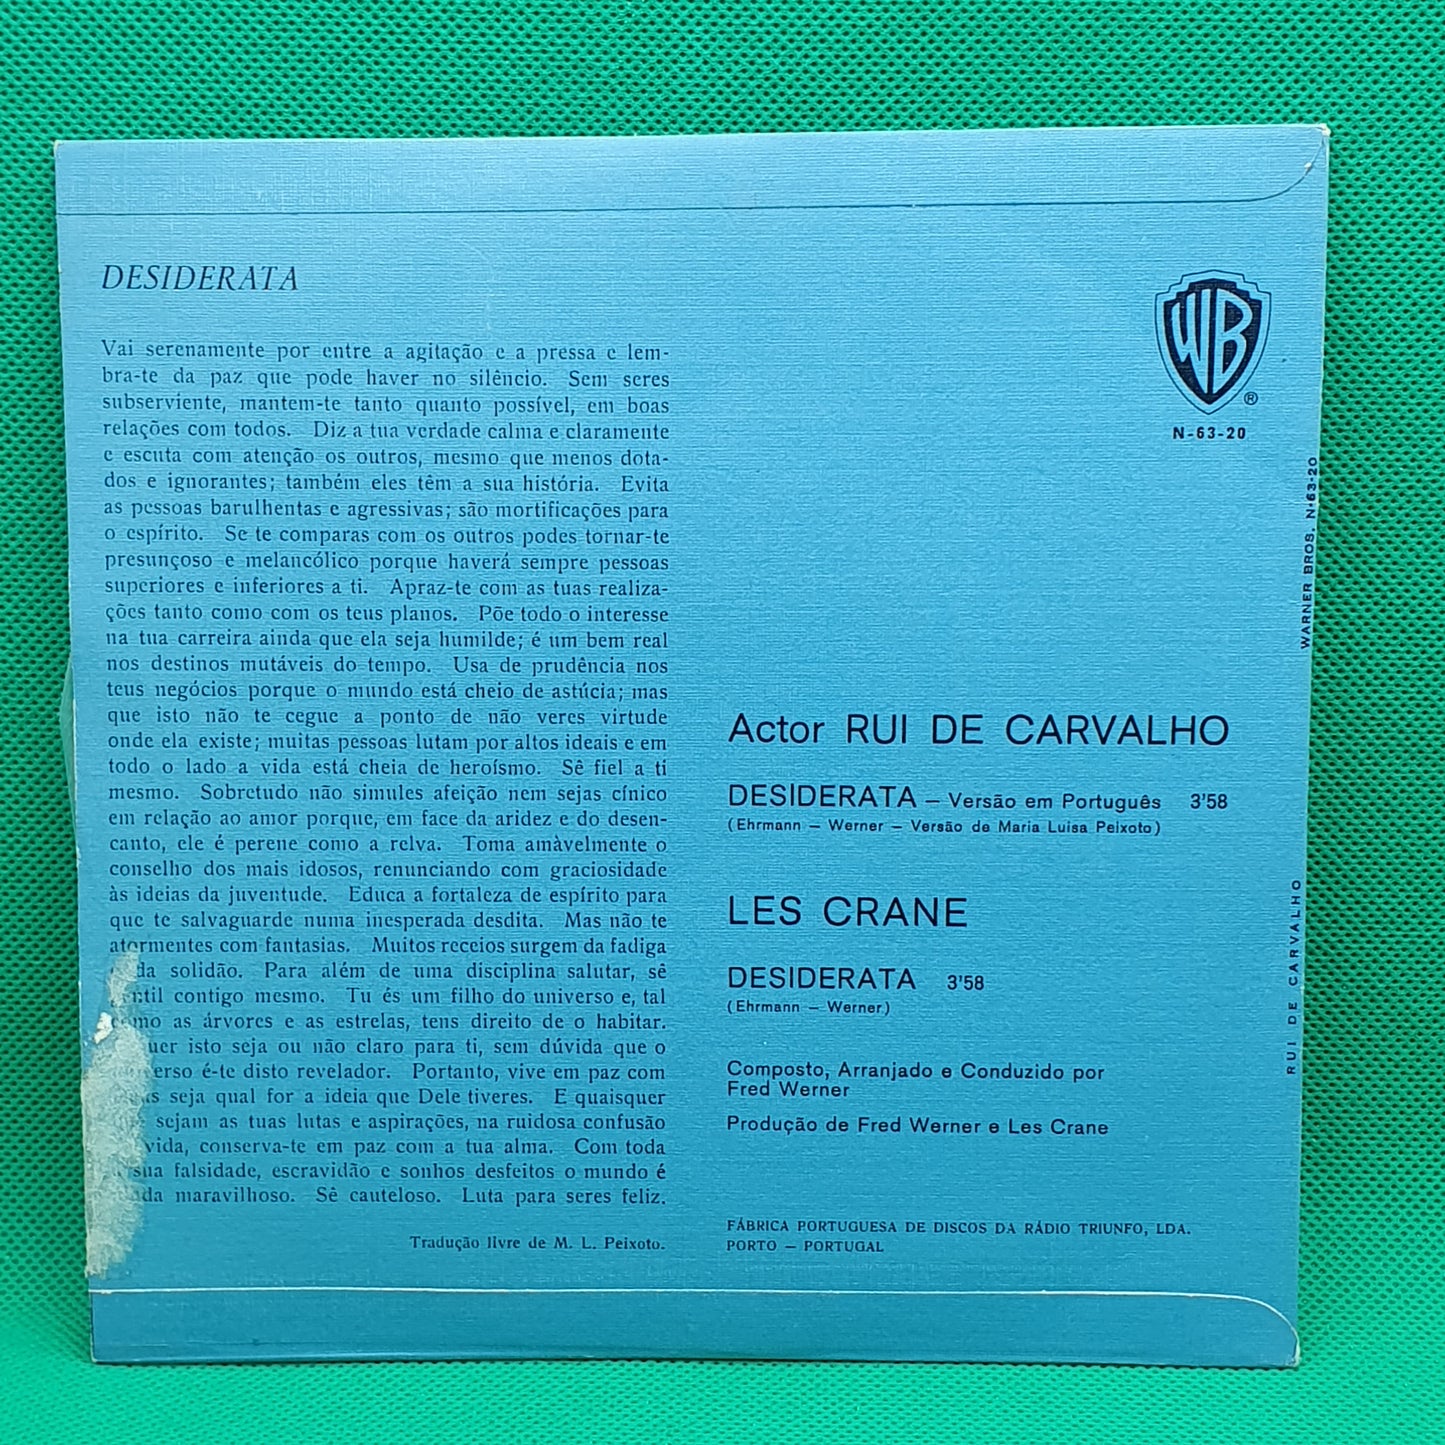 DESIDERATA
Vai serenamente por entre a agitação e a pressa e lem-
bra-te da paz que pode haver no silêncio. Sem seres
subserviente, mantem-te tanto quanto possível, em boas
relações com todos. Diz a tua verdade calma e claramente
e escuta com atenção os outros, mesmo que menos dota-
dos e ignorantes; também eles têm a sua história. Evita
as pessoas barulhentas e agressivas; são mortificações para
o espírito. Se te comparas com os outros podes tornar-te
presunçoso e melancólico porque haverá sempre pessoas
superiores e inferiores a ti. Apraz-te com as tuas realiza-
ções tanto como com os teus planos. Põe todo o interesse
na tua carreira ainda que ela seja humilde; é um bem real
nos destinos mutáveis do tempo. Usa de prudência nos
teus negócios porque o mundo está cheio de astúcia; mas
que isto não te cegue a ponto de não veres virtude
onde ela existe; muitas pessoas lutam por altos ideais e em
todo o lado a vida está cheia de heroísmo. Sê fiel a ti
mesmo. Sobretudo não simules afeição nem sejas cínico
em relação ao amor porque, em face da aridez e do desen-
canto, ele é perene como a relva. Toma amàvelmente o
conselho dos mais idosos, renunciando com graciosidade
às ideias da juventude. Educa a fortaleza de espírito para
que te salvaguarde numa inesperada desdita. Mas não te
atormentes com fantasias. Muitos receios surgem da fadiga
da solidão. Para além de uma disciplina salutar, sê
gentil contigo mesmo. Tu és um filho do universo e, tal
como as árvores e as estrelas, tens direito de o habitar.
quer isto seja ou não claro para ti, sem dúvida que o
universo é-te disto revelador. Portanto, vive em paz com
Deus seja qual for a ideia que Dele tiveres. E quaisquer
que sejam as tuas lutas e aspirações, na ruidosa confusão
vida, conserva-te em paz com a tua alma. Com toda
a sua falsidade, escravidão e sonhos desfeitos o mundo é
ainda maravilhoso. Sê cauteloso. Luta para seres feliz.
Tradução livre de M. L. Peixoto.
WB
®
N-63-20
Actor RUI DE CARVALHO
DESIDERATA – Versão em Português 3'58
(Ehrmann – Werner – Versão de Maria Luisa Peixoto)
LES CRANE
DESIDERATA 3'58
(Ehrmann – Werner)
Composto, Arranjado e Conduzido por
Fred Werner
Produção de Fred Werner e Les Crane
FÁBRICA PORTUGUESA DE DISCOS DA RÁDIO TRIUNFO, LDA.
PORTO – PORTUGAL
RUI DE CARVALHO
WARNER BROS. N-63-20